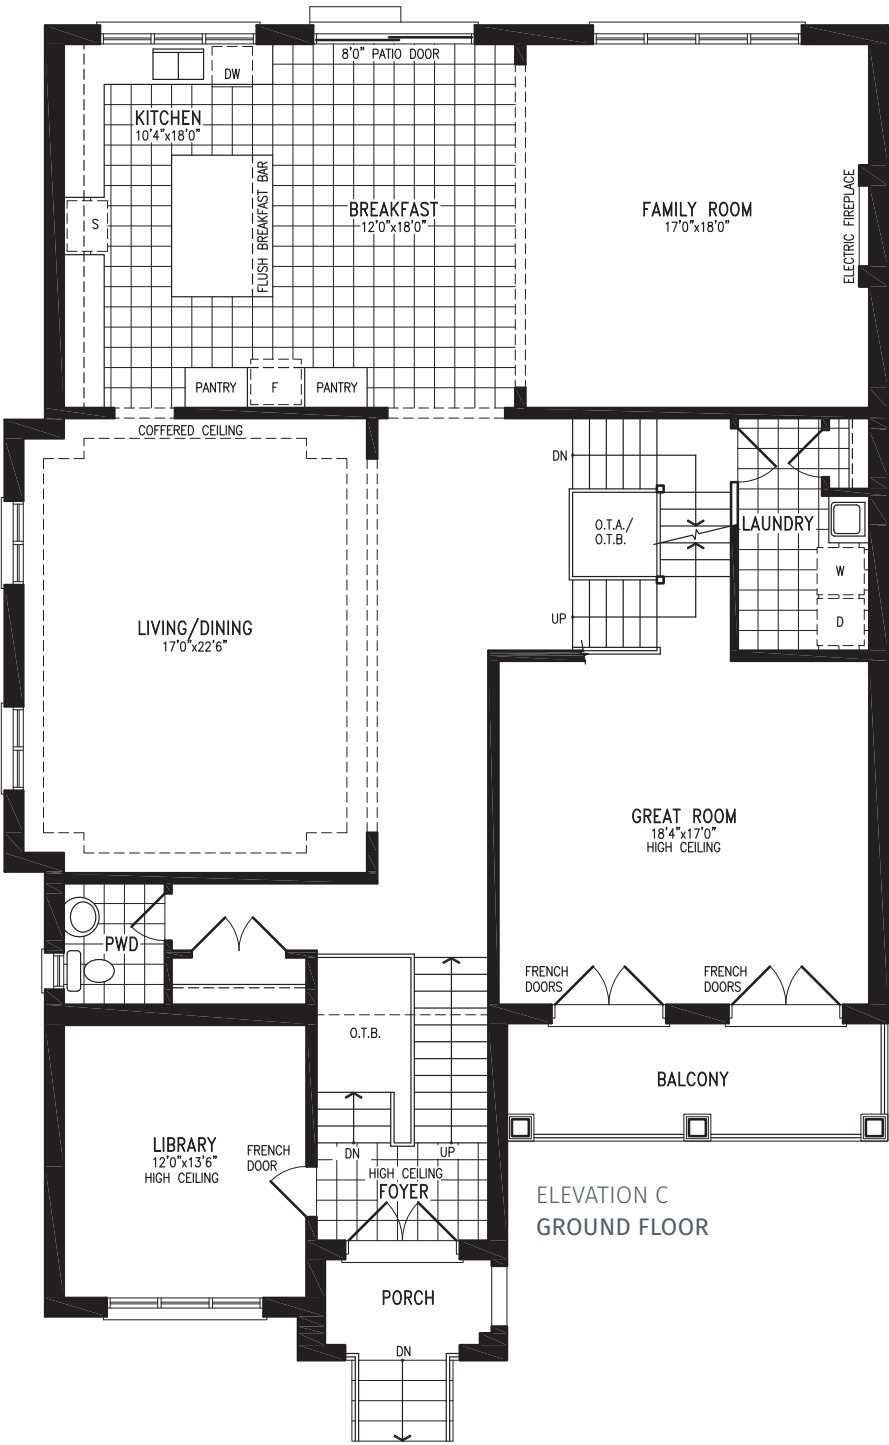 8'0" PATIO DOOR
DW
KITCHEN
10'4"x18'0"
S
FLUSH BREAKFAST BAR
BREAKFAST
12'0"x18'0"
FAMILY ROOM
17'0"x18'0"
ELECTRIC FIREPLACE
PANTRY
F
PANTRY
COFFERED CEILING
DN
O.T.A./
O.T.B.
LAUNDRY
W
D
UP
LIVING/DINING
17'0"x22'6"
GREAT ROOM
18'4"x17'0"
HIGH CEILING
PWD
FRENCH
DOORS
FRENCH
DOORS
O.T.B.
BALCONY
LIBRARY
12'0"x13'6"
HIGH CEILING
FRENCH
DOOR
DN
UP
HIGH CEILING
FOYER
ELEVATION C
GROUND FLOOR
PORCH
DN